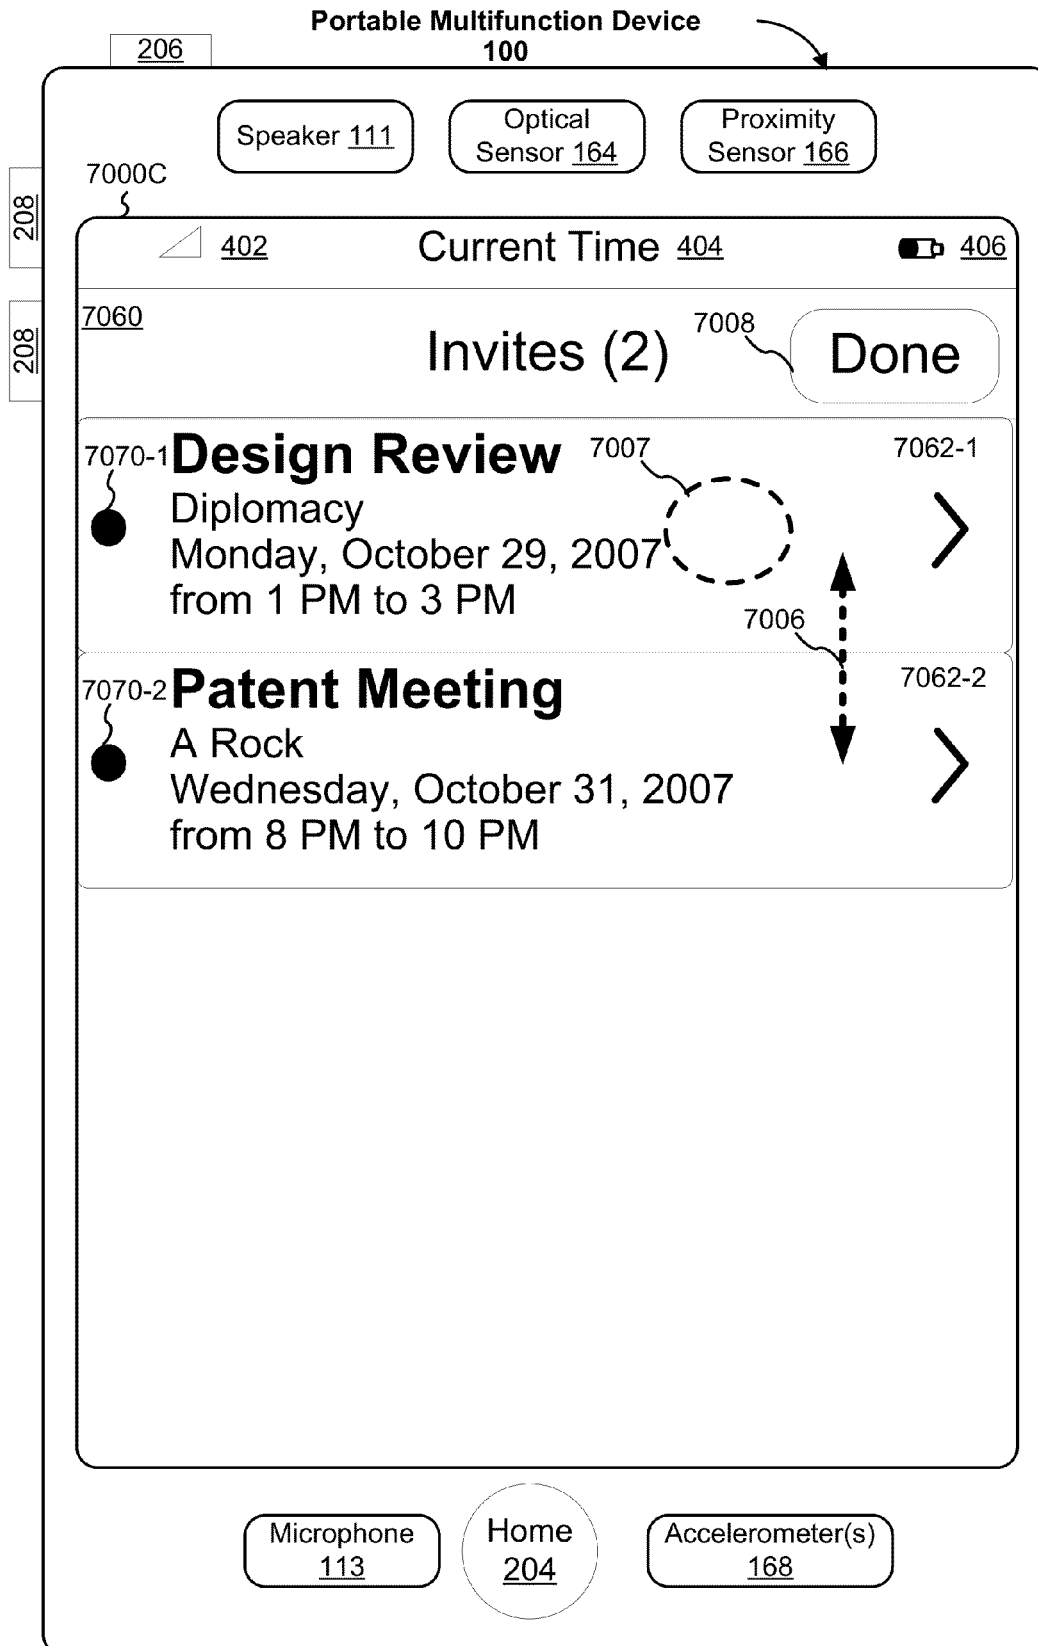 Portable Multifunction Device
100
206
Speaker 111
Optical
Sensor 164
Proximity
Sensor 166
7000C
208
208
402
Current Time 404
406
7060
Invites (2)
7008
Done
7070-1
Design Review
7007
7062-1
Diplomacy
Monday, October 29, 2007
from 1 PM to 3 PM
7006
7070-2
Patent Meeting
7062-2
A Rock
Wednesday, October 31, 2007
from 8 PM to 10 PM
Microphone
113
Home
204
Accelerometer(s)
168